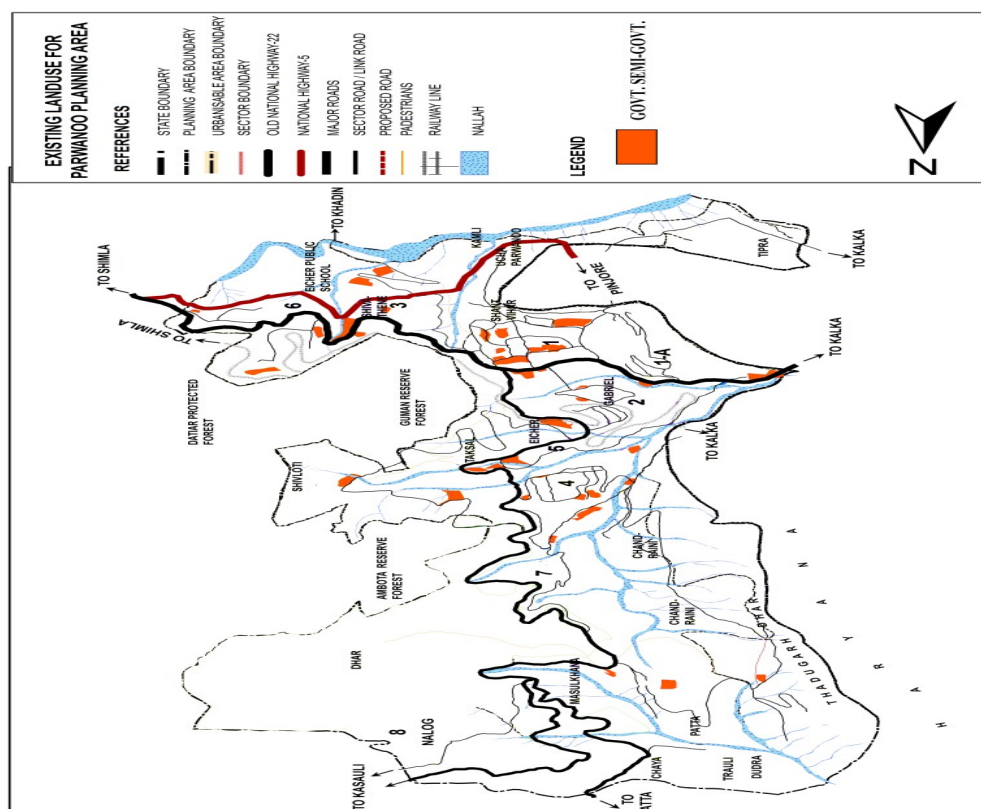 EXISTING LANDUSE FOR
PARWANOO PLANNING AREA
REFERENCES
STATE BOUNDARY
PLANNING AREA BOUNDARY
URBANISABLE AREA BOUNDARY
SECTOR BOUNDARY
OLD NATIONAL HIGHWAY-22
NATIONAL HIGHWAY-5
MAJOR ROADS
SECTOR ROAD / LINK ROAD
PROPOSED ROAD
PADESTRIANS
RAILWAY LINE
NALLAH
LEGEND
GOVT. SEMI-GOVT.
N
TO SHIMLA
TO SHIMLA
TO KHADIN
EICHER PUBLIC
SCHOOL
6
3
KAMLI
PARWANOO
TO
PINJORE
TIPRA
TO KALKA
VIHAR
1
1-A
TO KALKA
GABRIEL
2
DATIAR PROTECTED
FOREST
GUMAN RESERVE
FOREST
EICHER
5
TAKSAL
TO KALKA
SHIVLOTI
4
AMBOTA RESERVE
FOREST
7
CHAND-
RAINI
CHAND-
RAINI
DHAR
MASULKHANA
THADUGARH DHAR
HARYANA
PATTA
8
NALOG
TO KASAULI
CHAYA
TRAULI
DUDRA
TO